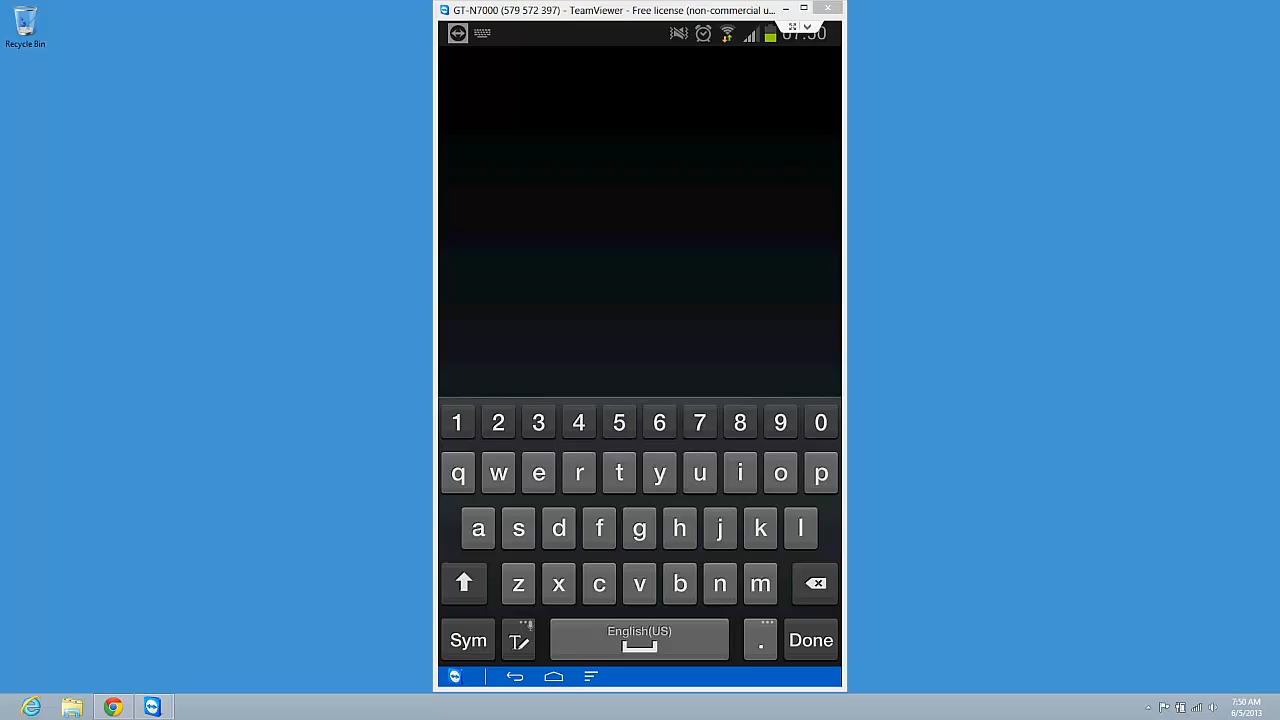 GT-N7000 (579 572 397) - TeamViewer - Free license (non-commercial u...
Recycle Bin
1 2 3 4 5 6 7 8 9 0
q w e r t y u i o p
a s d f g h j k l
z x c v b n m
Sym English(US) . Done
7:50 AM
6/5/2013